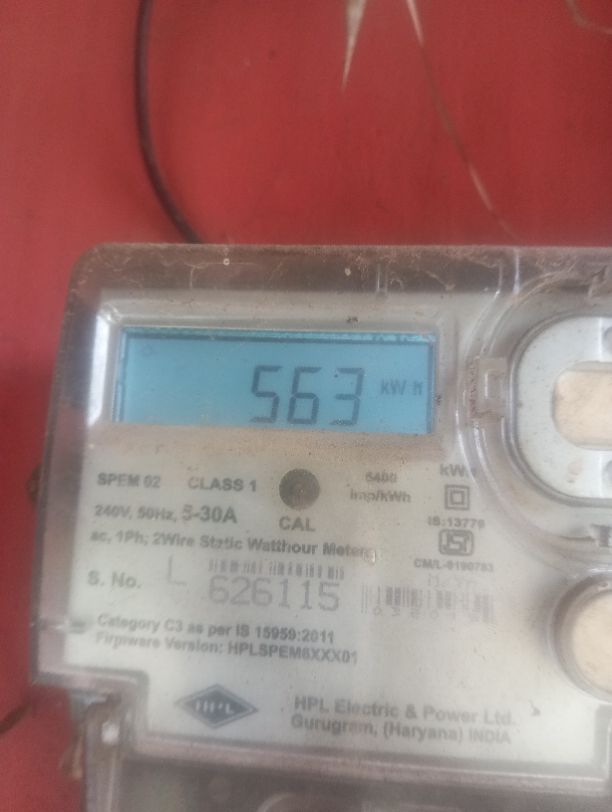 563 kWh
SPEM 02 CLASS 1 6400 imp/kWh
240V, 50Hz, 5-30A CAL IS:13779
ac, 1Ph; 2Wire Static Watthour Meter
CM/L-9190783
S. No. L 626115
Category C3 as per IS 15959:2011
Firmware Version: HPLSPEM6XXX01
HPL
HPL Electric & Power Ltd.
Gurugram, (Haryana) INDIA